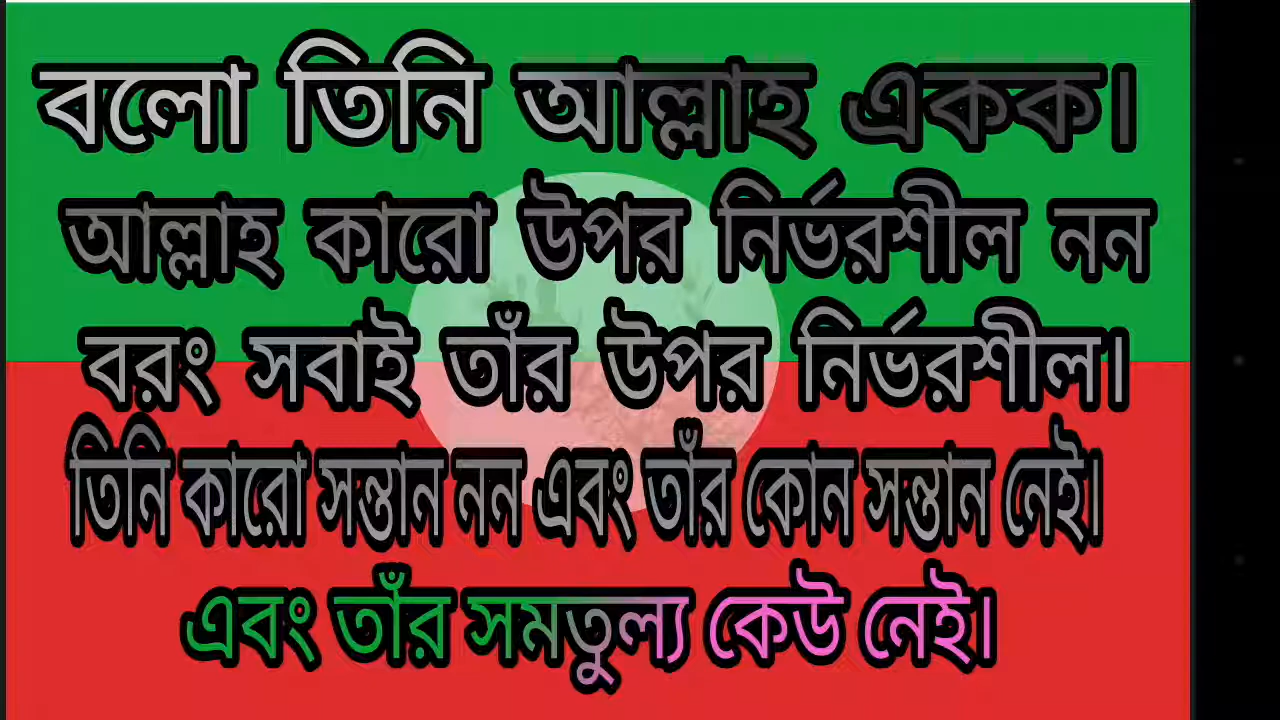 বলো তিনি আল্লাহ একক।
আল্লাহ কারো উপর নির্ভরশীল নন
বরং সবাই তাঁর উপর নির্ভরশীল।
তিনি কারো সন্তান নন এবং তাঁর কোন সন্তান নেই।
এবং তাঁর সমতুল্য কেউ নেই।